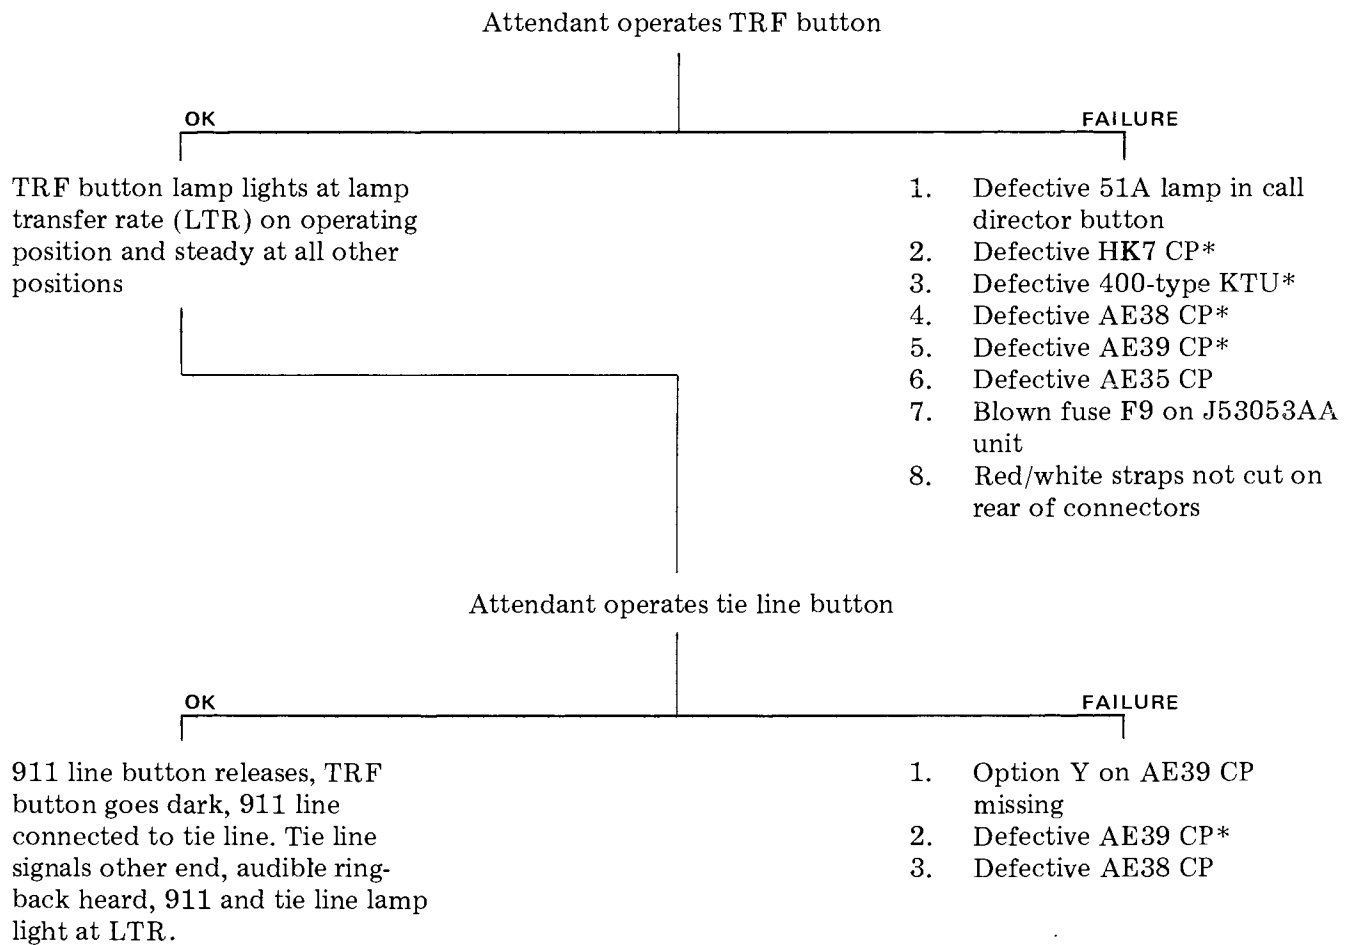 Attendant operates TRF button
OK
FAILURE
TRF button lamp lights at lamp
transfer rate (LTR) on operating
position and steady at all other
positions
1. Defective 51A lamp in call
director button
2. Defective HK7 CP*
3. Defective 400-type KTU*
4. Defective AE38 CP*
5. Defective AE39 CP*
6. Defective AE35 CP
7. Blown fuse F9 on J53053AA
unit
8. Red/white straps not cut on
rear of connectors
Attendant operates tie line button
OK
FAILURE
911 line button releases, TRF
button goes dark, 911 line
connected to tie line. Tie line
signals other end, audible ring-
back heard, 911 and tie line lamp
light at LTR.
1. Option Y on AE39 CP
missing
2. Defective AE39 CP*
3. Defective AE38 CP